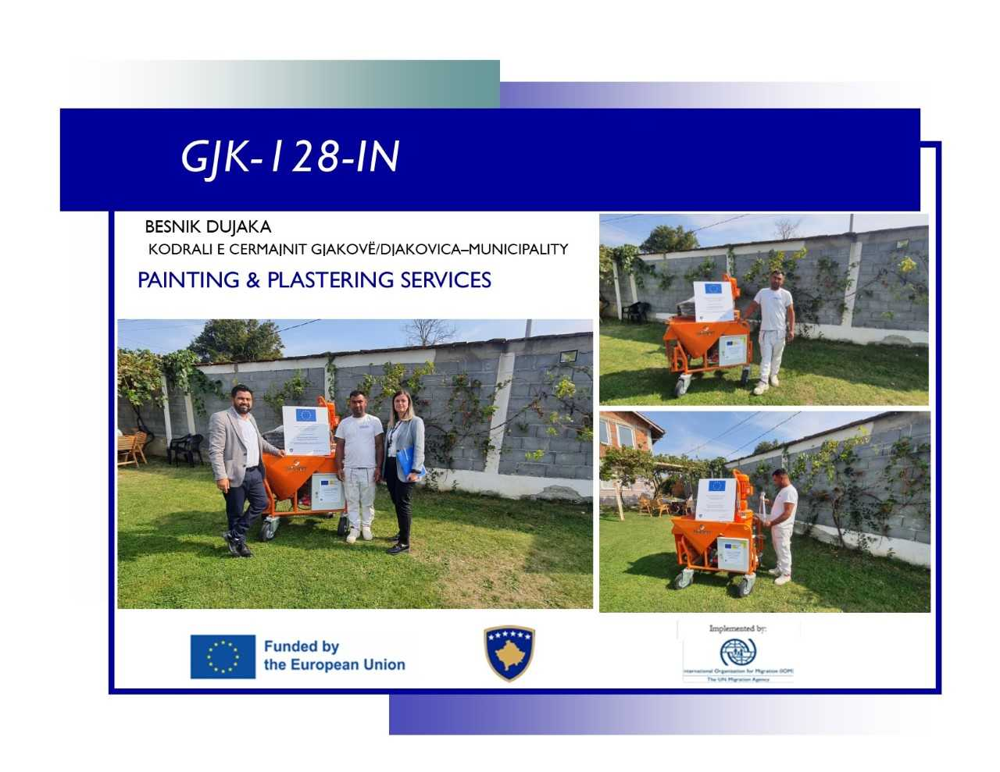 GJK-128-IN
BESNIK DUJAKA
KODRALI E CERMAJNIT GJAKOVË/DJAKOVICA–MUNICIPALITY
PAINTING & PLASTERING SERVICES
Funded by
the European Union
Implemented by:
International Organization for Migration (IOM)
The UN Migration Agency